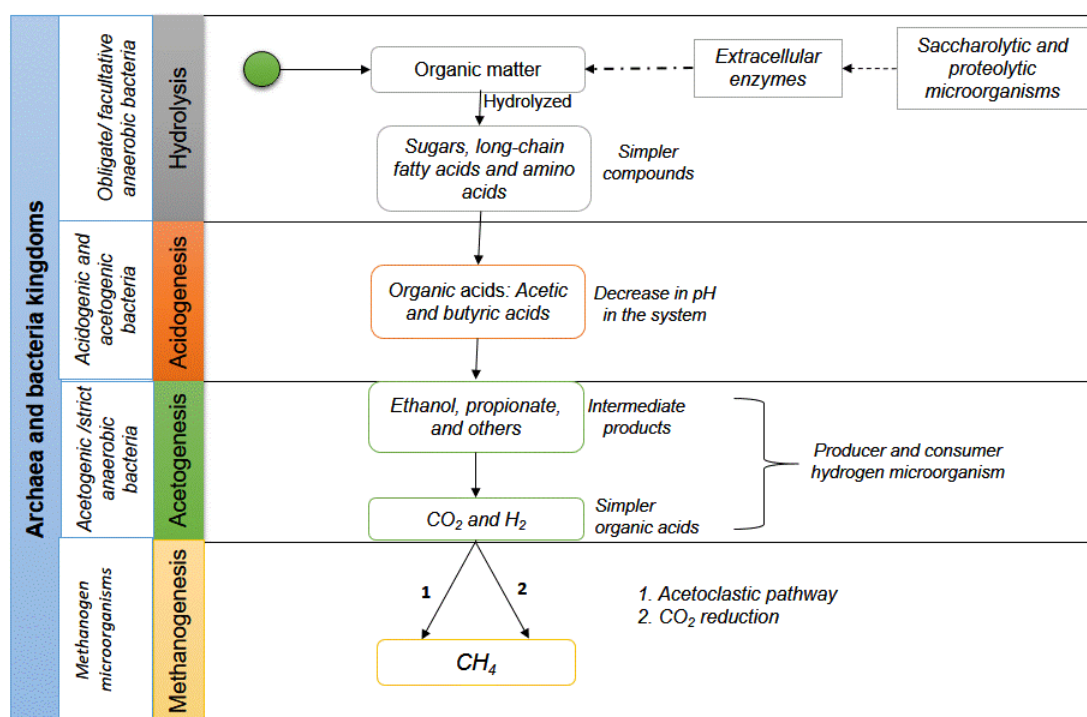 Archaea and bacteria kingdoms
Obligate/ facultative
anaerobic bacteria
Hydrolysis
Organic matter
Extracellular
enzymes
Saccharolytic and
proteolytic
microorganisms
Hydrolyzed
Sugars, long-chain
fatty acids and amino
acids
Simpler
compounds
Acidogenic and
acetogenic
bacteria
Acidogenesis
Organic acids: Acetic
and butyric acids
Decrease in pH
in the system
Acetogenic /strict
anaerobic
bacteria
Acetogenesis
Ethanol, propionate,
and others
Intermediate
products
Producer and consumer
hydrogen microorganism
CO2 and H2
Simpler
organic acids
Methanogen
microorganisms
Methanogenesis
1
2
1. Acetoclastic pathway
2. CO2 reduction
CH4